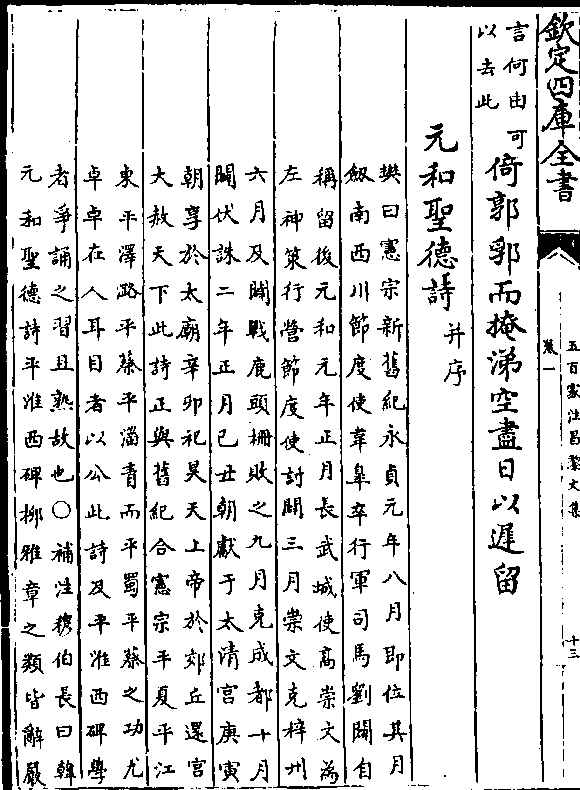 欽定四庫全書
五百家注昌黎文集
卷一
十三
言何由可
以去此
倚郭郛而掩涕空盡日以遲留
元和聖德詩并序
樊曰憲宗新舊紀永貞元年八月即位其月
劔南西川節度使韋臯卒行軍司馬劉闢自
稱留後元和元年正月長武城使高崇文為
左神策行營節度使討闢三月崇文克梓州
六月及闢戰鹿頭柵敗之九月克成都十月
闢伏誅二年正月己丑朝獻于太清宮庚寅
朝享於太廟辛卯祀昊天上帝於郊丘還宮
大赦天下此詩正與舊紀合憲宗平夏平江
東平澤潞平蔡平淄青而平蜀平蔡之功尤
卓卓在人耳目者以公此詩及平淮西碑學
者爭誦之習且熟故也〇補注穆伯長曰韓
元和聖德詩平淮西碑栁雅章之類皆辭嚴